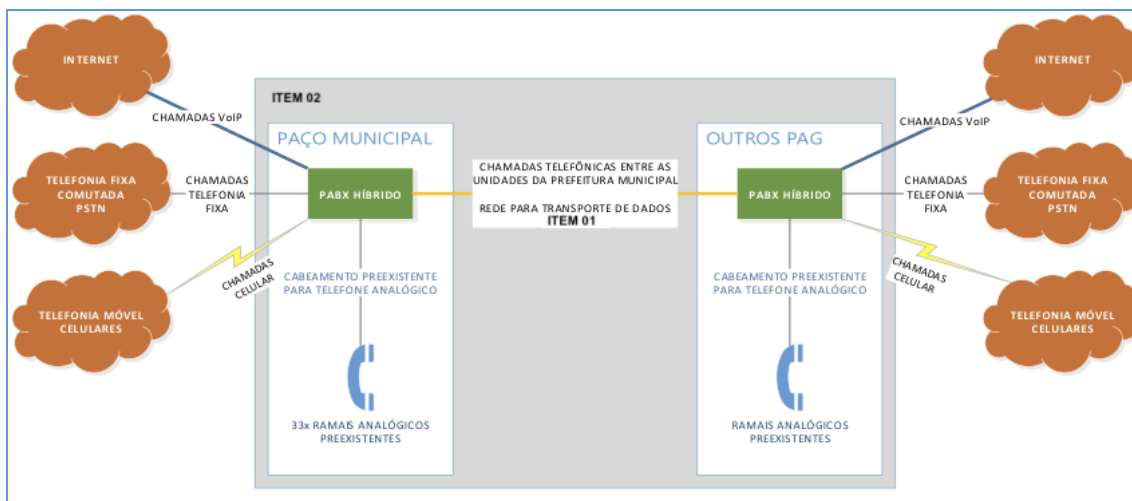 INTERNET
CHAMADAS VoIP
TELEFONIA FIXA
COMUTADA
PSTN
CHAMADAS
TELEFONIA
FIXA
TELEFONIA MÓVEL
CELULARES
CHAMADAS
CELULAR
ITEM 02
PAÇO MUNICIPAL
PABX HÍBRIDO
CABEAMENTO PREEXISTENTE
PARA TELEFONE ANALÓGICO
33x RAMAIS ANALÓGICOS
PREEXISTENTES
CHAMADAS TELEFÔNICAS ENTRE AS
UNIDADES DA PREFEITURA MUNICIPAL
REDE PARA TRANSPORTE DE DADOS
ITEM 01
OUTROS PAG
PABX HÍBRIDO
CABEAMENTO PREEXISTENTE
PARA TELEFONE ANALÓGICO
RAMAIS ANALÓGICOS
PREEXISTENTES
INTERNET
CHAMADAS VoIP
CHAMADAS
TELEFONIA
FIXA
TELEFONIA FIXA
COMUTADA
PSTN
CHAMADAS
CELULAR
TELEFONIA MÓVEL
CELULARES